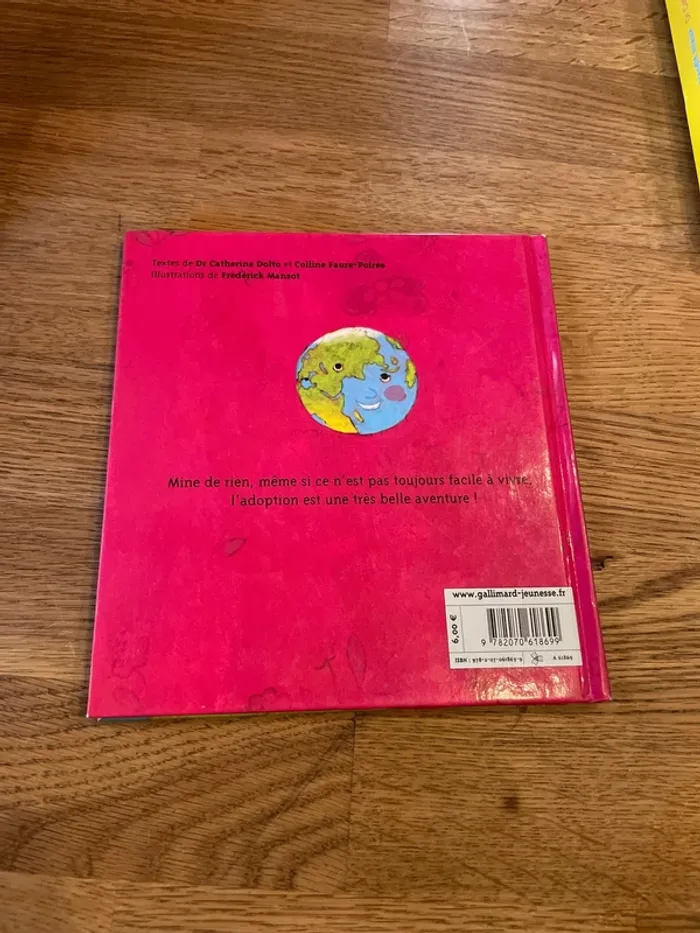 Textes de Dr Catherine Dolto et Colline Faure-Poirée
Illustrations de Frédérick Mansot
Mine de rien, même si ce n'est pas toujours facile à vivre,
l'adoption est une très belle aventure !
www.gallimard-jeunesse.fr
6,00 €
9 782070 618699
ISBN :